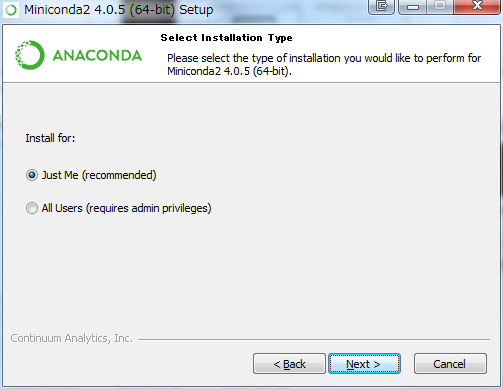 Miniconda2 4.0.5 (64-bit) Setup
Select Installation Type
ANACONDA
Please select the type of installation you would like to perform for
Miniconda2 4.0.5 (64-bit).
Install for:
Just Me (recommended)
All Users (requires admin privileges)
Continuum Analytics, Inc.
< Back
Next >
Cancel